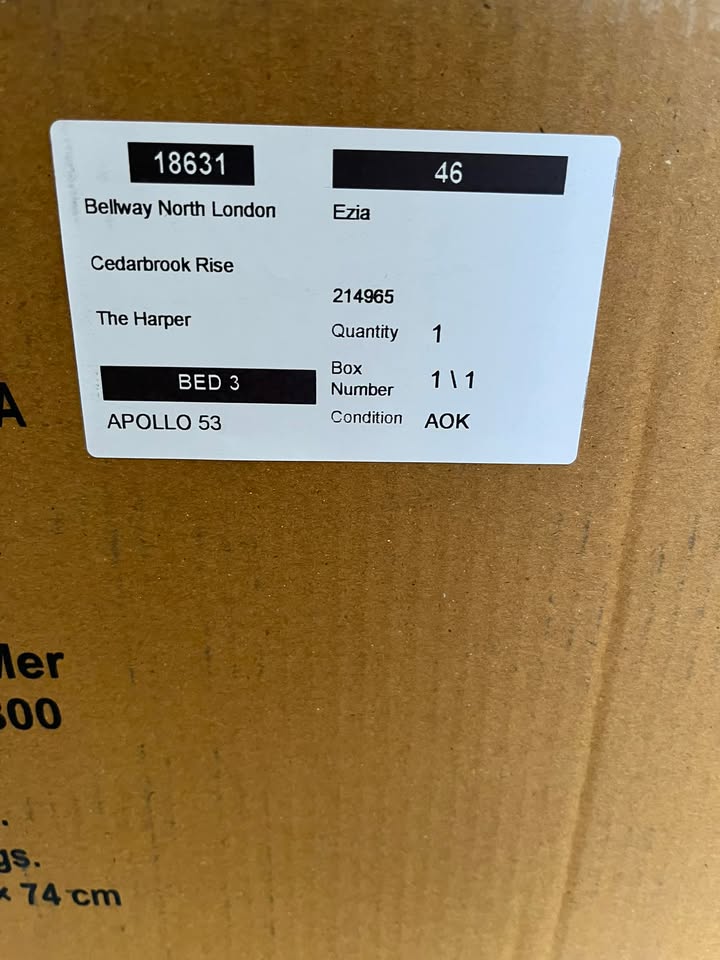 18631
46
Bellway North London
Ezia
Cedarbrook Rise
214965
The Harper
Quantity 1
Box
Number 1 \ 1
BED 3
Condition AOK
APOLLO 53
A
Mer
300
gs.
x 74 cm